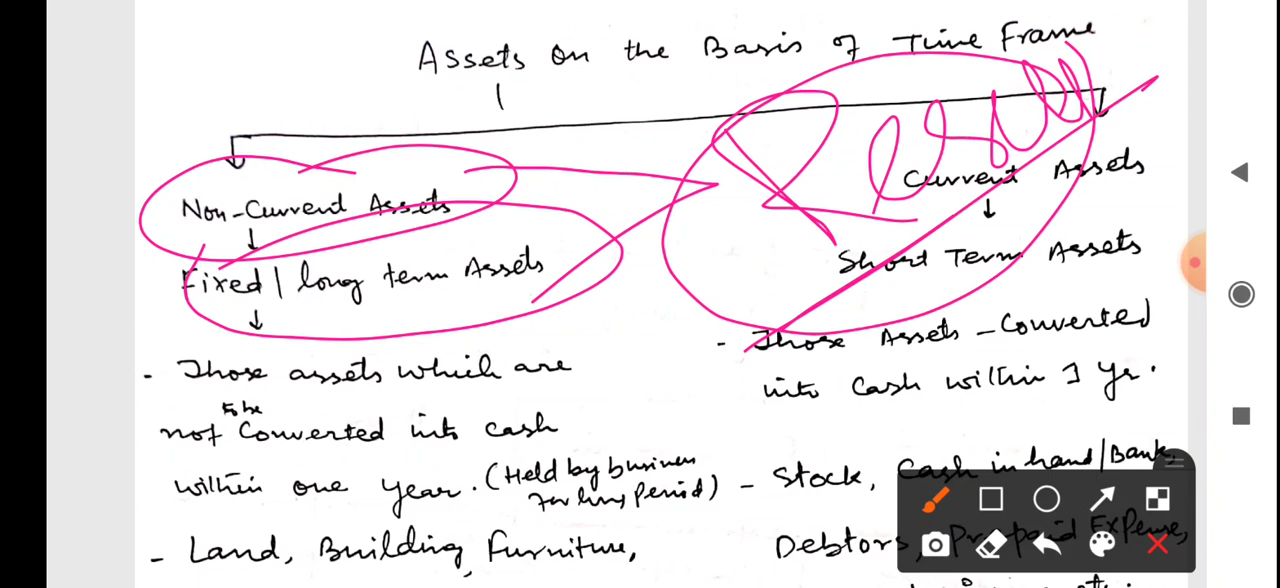 Assets on the Basis of Time Frame
Non-Current Assets
Fixed / long term Assets
- Those assets which are
to be
not converted into cash
within one year. (Held by business
for long Period)
- Land, Building, Furniture,
Current Assets
Short Term Assets
- Those Assets - Converted
into cash within 1 yr.
- Stock, Cash in hand/Bank,
Debtors, Prepaid Expense,